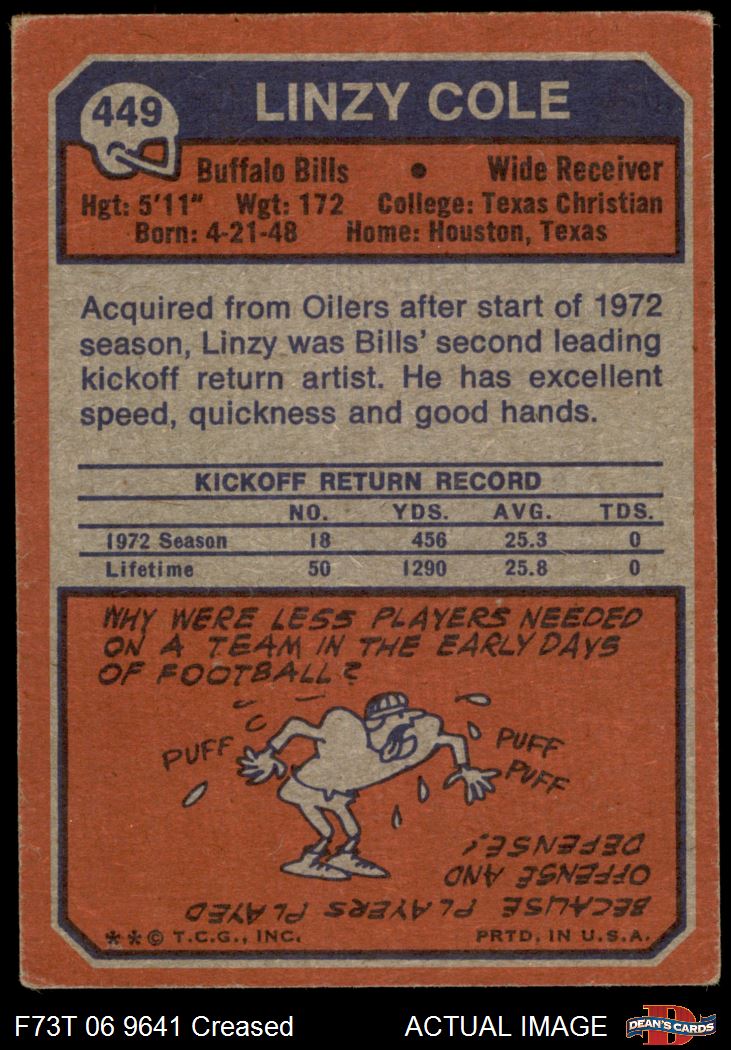 449
LINZY COLE
Buffalo Bills • Wide Receiver
Hgt: 5'11" Wgt: 172 College: Texas Christian
Born: 4-21-48 Home: Houston, Texas
Acquired from Oilers after start of 1972
season, Linzy was Bills' second leading
kickoff return artist. He has excellent
speed, quickness and good hands.
KICKOFF RETURN RECORD
NO. YDS. AVG. TDS.
1972 Season 18 456 25.3 0
Lifetime 50 1290 25.8 0
WHY WERE LESS PLAYERS NEEDED
ON A TEAM IN THE EARLY DAYS
OF FOOTBALL?
PUFF
PUFF
PUFF
BECAUSE PLAYERS PLAYED
OFFENSE AND
DEFENSE.
**© T.C.G., INC. PRTD. IN U.S.A.
F73T 06 9641 Creased ACTUAL IMAGE
D
DEAN'S CARDS